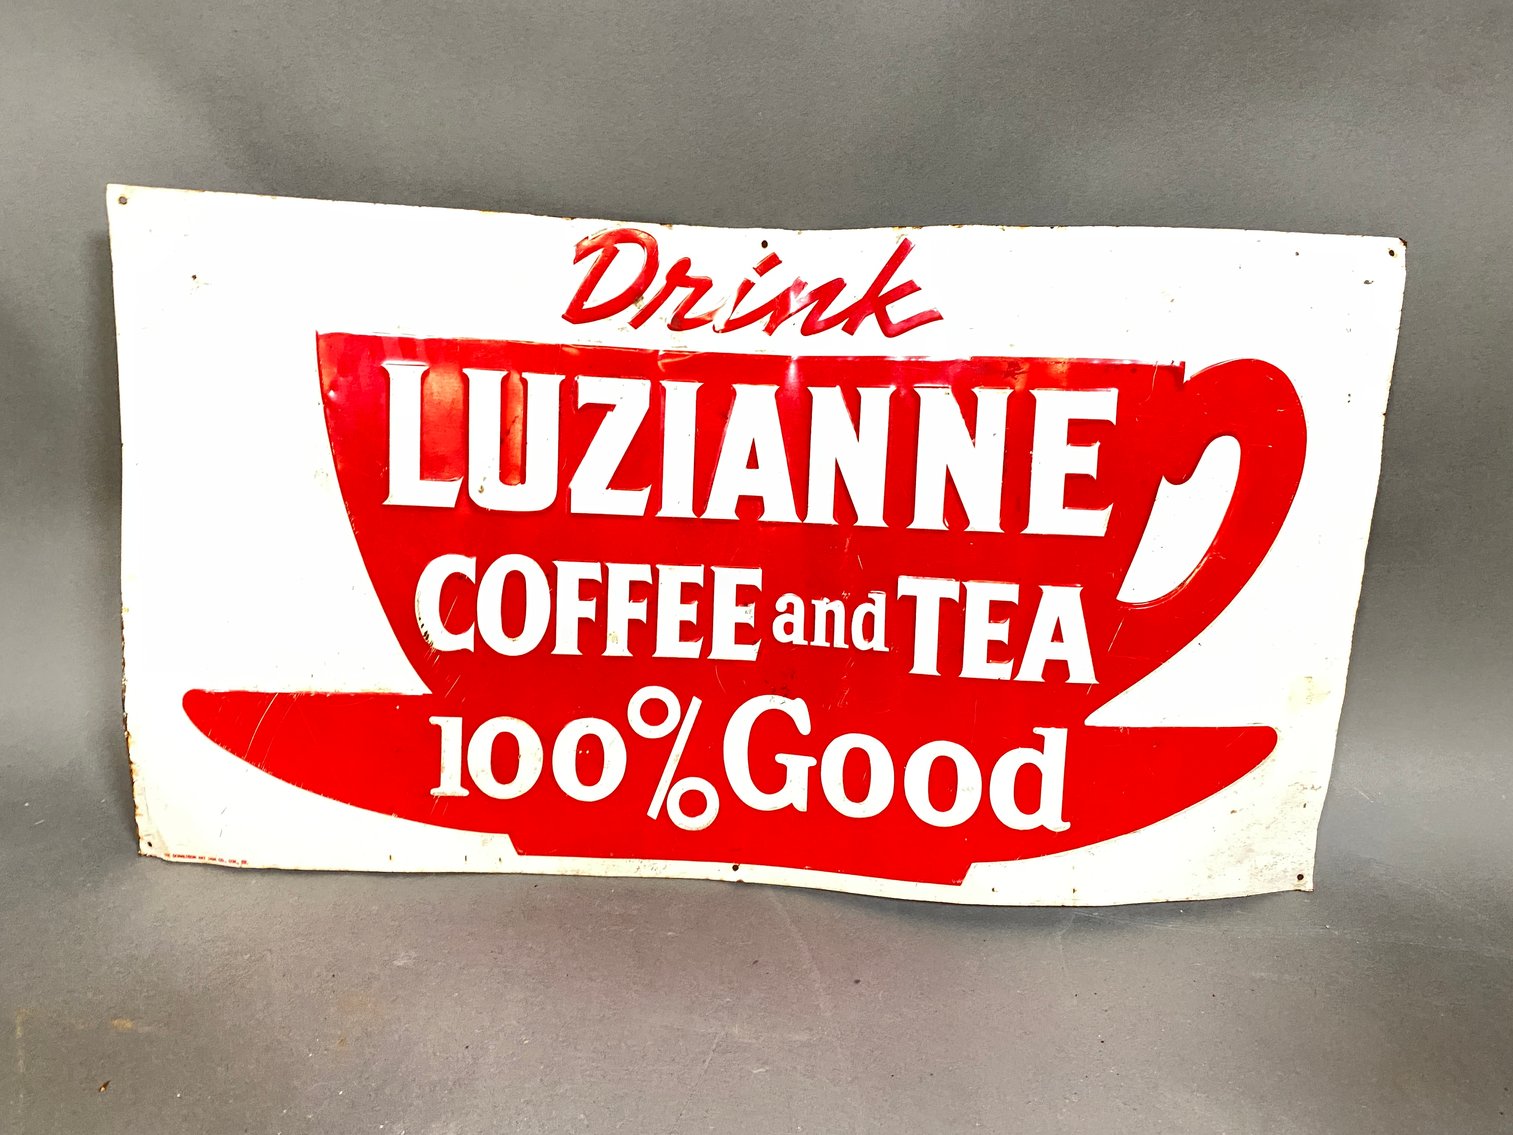 Drink
LUZIANNE
COFFEE and TEA
100% Good